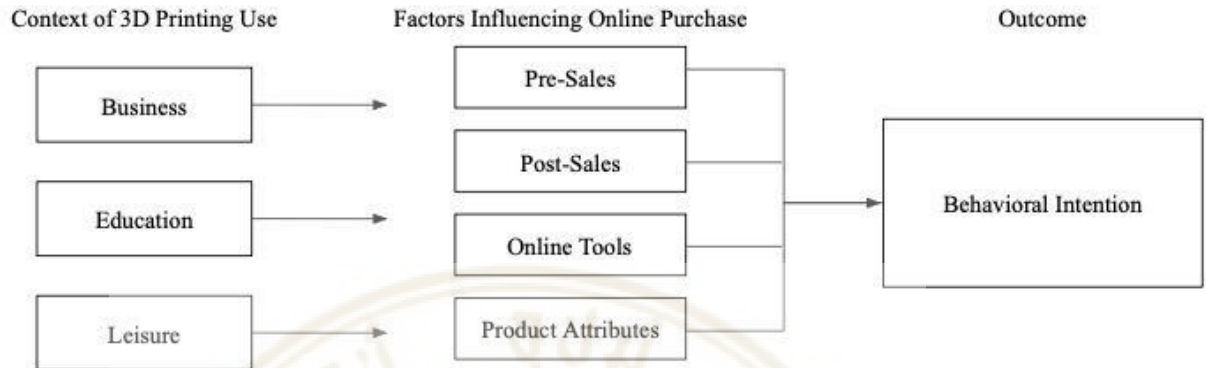 Context of 3D Printing Use
Factors Influencing Online Purchase
Outcome
Business
Education
Leisure
Pre-Sales
Post-Sales
Online Tools
Product Attributes
Behavioral Intention